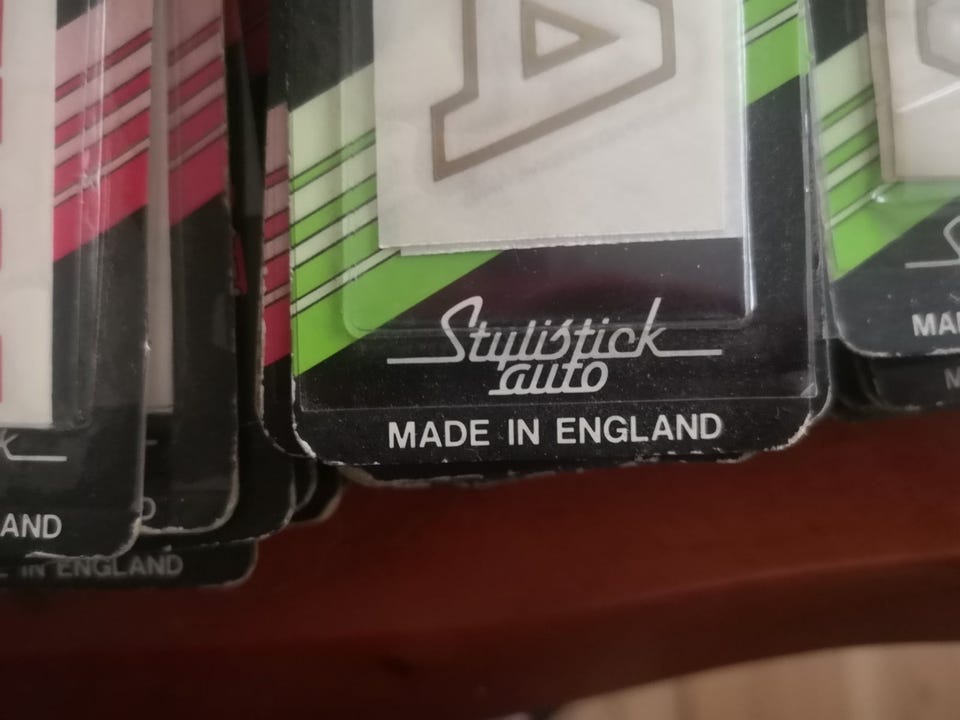 Stylistick
auto
MADE IN ENGLAND
AND
IN ENGLAND